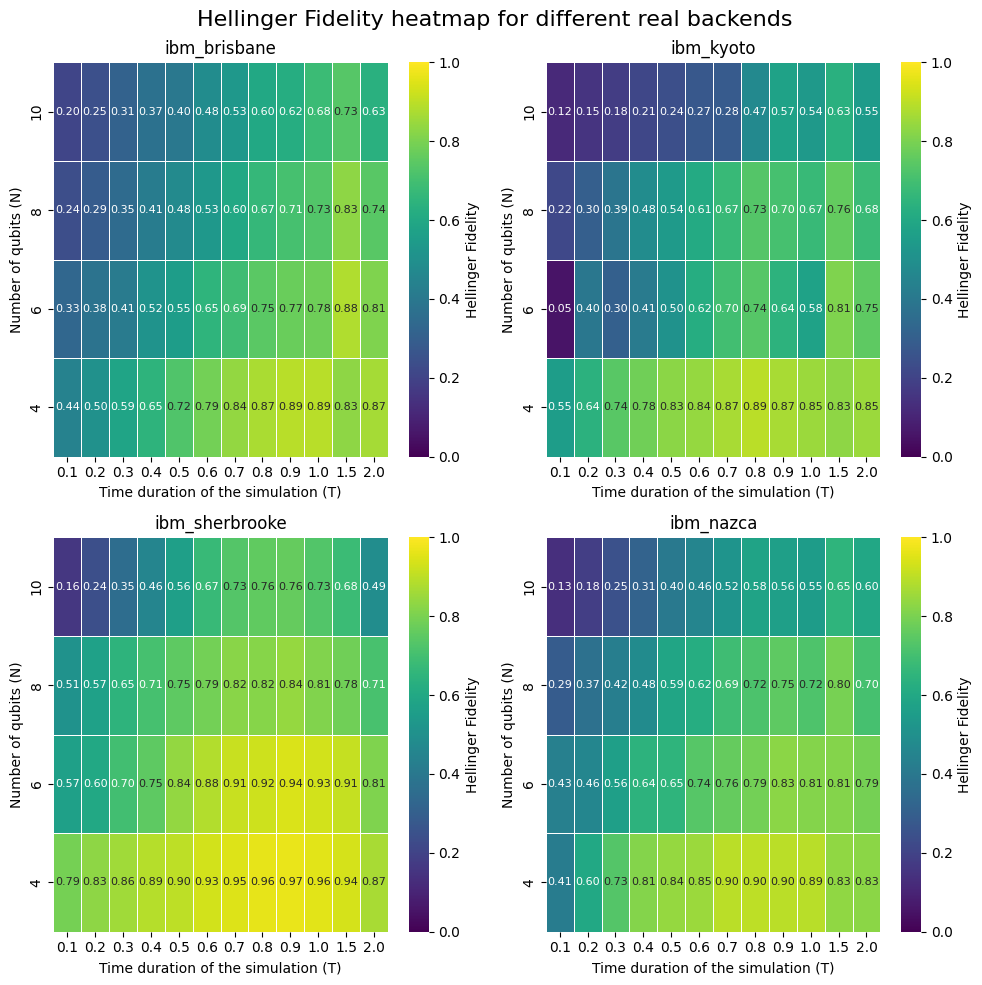 Hellinger Fidelity heatmap for different real backends
ibm_brisbane
Number of qubits (N)
10 0.20 0.25 0.31 0.37 0.40 0.48 0.53 0.60 0.62 0.68 0.73 0.63
8 0.24 0.29 0.35 0.41 0.48 0.53 0.60 0.67 0.71 0.73 0.83 0.74
6 0.33 0.38 0.41 0.52 0.55 0.65 0.69 0.75 0.77 0.78 0.88 0.81
4 0.44 0.50 0.59 0.65 0.72 0.79 0.84 0.87 0.89 0.89 0.83 0.87
0.1 0.2 0.3 0.4 0.5 0.6 0.7 0.8 0.9 1.0 1.5 2.0
Time duration of the simulation (T)
1.0
0.8
0.6
0.4
0.2
0.0
Hellinger Fidelity
ibm_kyoto
Number of qubits (N)
10 0.12 0.15 0.18 0.21 0.24 0.27 0.28 0.47 0.57 0.54 0.63 0.55
8 0.22 0.30 0.39 0.48 0.54 0.61 0.67 0.73 0.70 0.67 0.76 0.68
6 0.05 0.40 0.30 0.41 0.50 0.62 0.70 0.74 0.64 0.58 0.81 0.75
4 0.55 0.64 0.74 0.78 0.83 0.84 0.87 0.89 0.87 0.85 0.83 0.85
0.1 0.2 0.3 0.4 0.5 0.6 0.7 0.8 0.9 1.0 1.5 2.0
Time duration of the simulation (T)
1.0
0.8
0.6
0.4
0.2
0.0
Hellinger Fidelity
ibm_sherbrooke
Number of qubits (N)
10 0.16 0.24 0.35 0.46 0.56 0.67 0.73 0.76 0.76 0.73 0.68 0.49
8 0.51 0.57 0.65 0.71 0.75 0.79 0.82 0.82 0.84 0.81 0.78 0.71
6 0.57 0.60 0.70 0.75 0.84 0.88 0.91 0.92 0.94 0.93 0.91 0.81
4 0.79 0.83 0.86 0.89 0.90 0.93 0.95 0.96 0.97 0.96 0.94 0.87
0.1 0.2 0.3 0.4 0.5 0.6 0.7 0.8 0.9 1.0 1.5 2.0
Time duration of the simulation (T)
1.0
0.8
0.6
0.4
0.2
0.0
Hellinger Fidelity
ibm_nazca
Number of qubits (N)
10 0.13 0.18 0.25 0.31 0.40 0.46 0.52 0.58 0.56 0.55 0.65 0.60
8 0.29 0.37 0.42 0.48 0.59 0.62 0.69 0.72 0.75 0.72 0.80 0.70
6 0.43 0.46 0.56 0.64 0.65 0.74 0.76 0.79 0.83 0.81 0.81 0.79
4 0.41 0.60 0.73 0.81 0.84 0.85 0.90 0.90 0.90 0.89 0.83 0.83
0.1 0.2 0.3 0.4 0.5 0.6 0.7 0.8 0.9 1.0 1.5 2.0
Time duration of the simulation (T)
1.0
0.8
0.6
0.4
0.2
0.0
Hellinger Fidelity